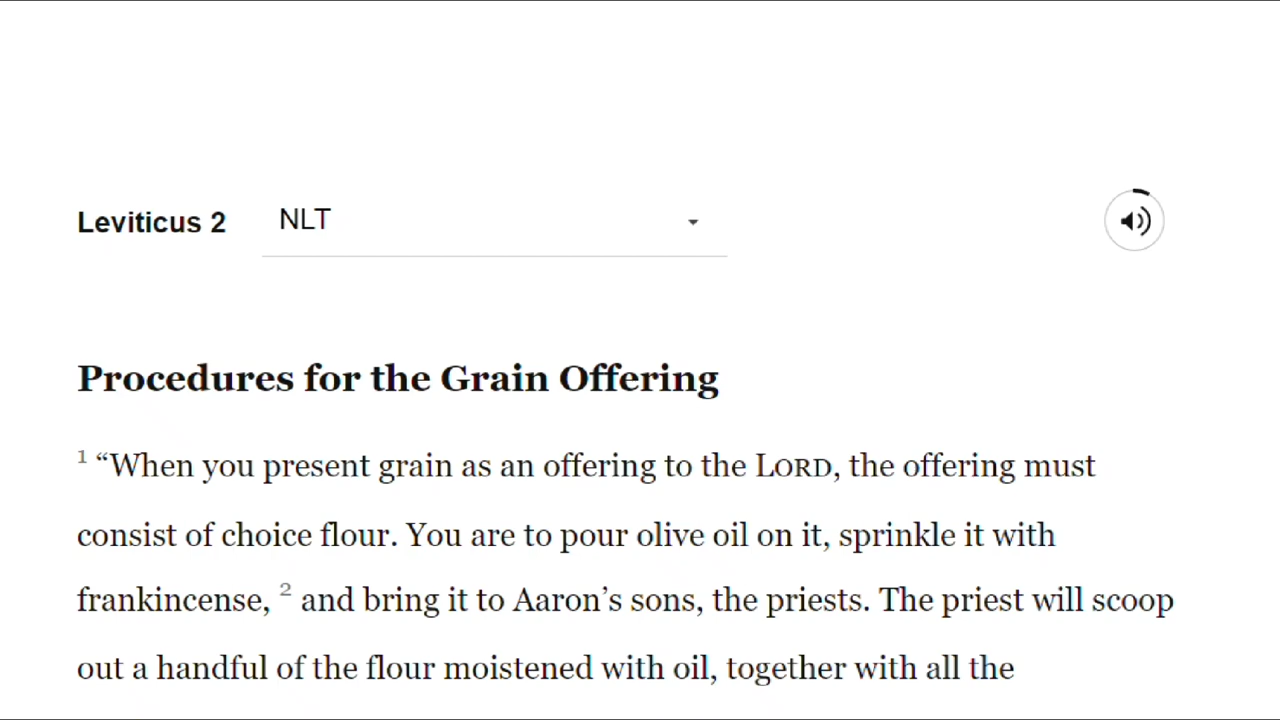 Leviticus 2 NLT
Procedures for the Grain Offering
1 “When you present grain as an offering to the LORD, the offering must
consist of choice flour. You are to pour olive oil on it, sprinkle it with
frankincense, 2 and bring it to Aaron’s sons, the priests. The priest will scoop
out a handful of the flour moistened with oil, together with all the